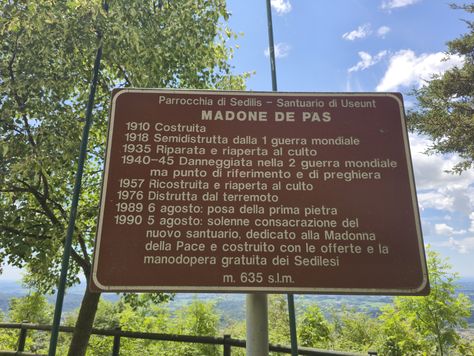 Parrocchia di Sedilis - Santuario di Useunt
MADONE DE PAS
1910 Costruita
1918 Semidistrutta dalla 1 guerra mondiale
1935 Riparata e riaperta al culto
1940-45 Danneggiata nella 2 guerra mondiale
ma punto di riferimento e di preghiera
1957 Ricostruita e riaperta al culto
1976 Distrutta dal terremoto
1989 6 agosto: posa della prima pietra
1990 5 agosto: solenne consacrazione del
nuovo santuario, dedicato alla Madonna
della Pace e costruito con le offerte e la
manodopera gratuita dei Sedilesi
m. 635 s.l.m.